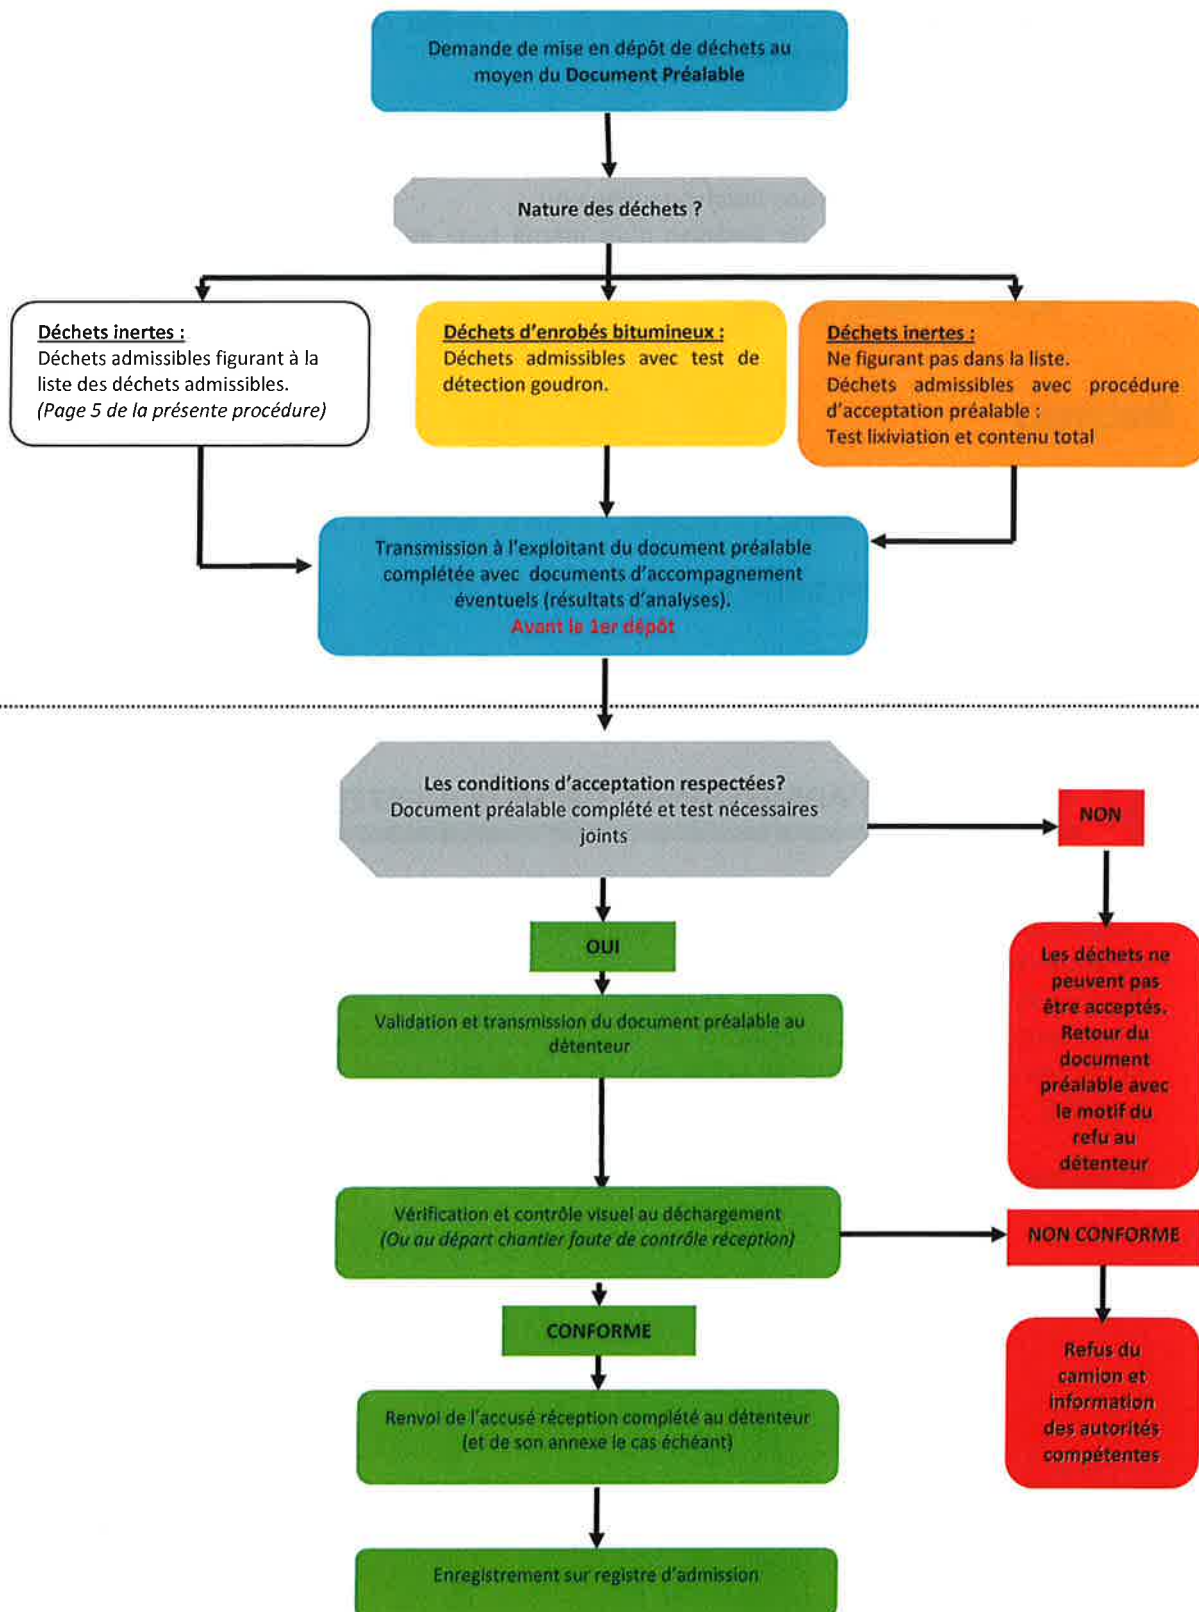 Demande de mise en dépôt de déchets au
moyen du Document Préalable
Nature des déchets ?
Déchets inertes :
Déchets admissibles figurant à la
liste des déchets admissibles.
(Page 5 de la présente procédure)
Déchets d'enrobés bitumineux :
Déchets admissibles avec test de
détection goudron.
Déchets inertes :
Ne figurant pas dans la liste.
Déchets admissibles avec procédure
d'acceptation préalable :
Test lixiviation et contenu total
Transmission à l'exploitant du document préalable
complétée avec documents d'accompagnement
éventuels (résultats d'analyses).
Avant le 1er dépôt
Les conditions d'acceptation respectées?
Document préalable complété et test nécessaires
joints
NON
OUI
Les déchets ne
peuvent pas
être acceptés.
Retour du
document
préalable avec
le motif du
refu au
détenteur
Validation et transmission du document préalable au
détenteur
Vérification et contrôle visuel au déchargement
(Ou au départ chantier faute de contrôle réception)
NON CONFORME
CONFORME
Refus du
camion et
information
des autorités
compétentes
Renvoi de l'accusé réception complété au détenteur
(et de son annexe le cas échéant)
Enregistrement sur registre d'admission